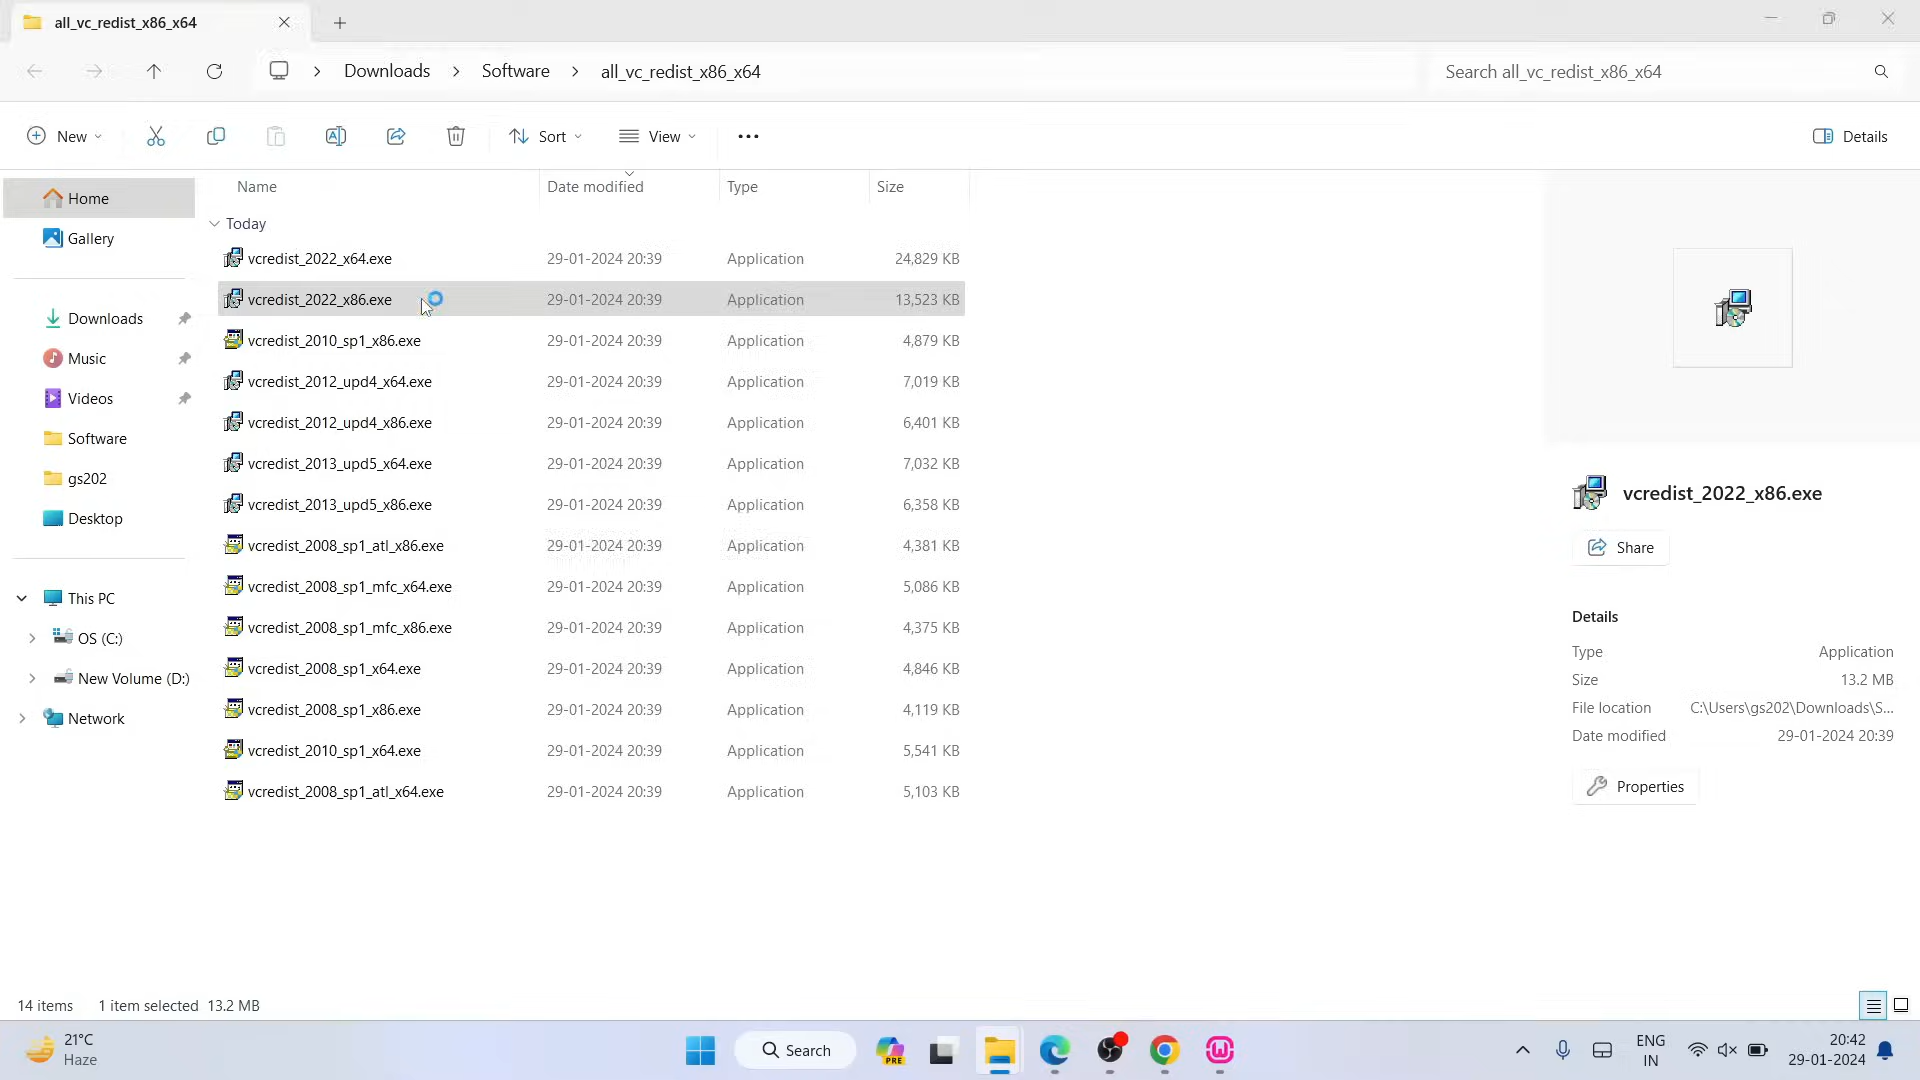 all_vc_redist_x86_x64
Downloads > Software > all_vc_redist_x86_x64
Search all_vc_redist_x86_x64
New
Sort
View
Details
Name Date modified Type Size
Home
Gallery
Downloads
Music
Videos
Software
gs202
Desktop
This PC
OS (C:)
New Volume (D:)
Network
Today
vcredist_2022_x64.exe 29-01-2024 20:39 Application 24,829 KB
vcredist_2022_x86.exe 29-01-2024 20:39 Application 13,523 KB
vcredist_2010_sp1_x86.exe 29-01-2024 20:39 Application 4,879 KB
vcredist_2012_upd4_x64.exe 29-01-2024 20:39 Application 7,019 KB
vcredist_2012_upd4_x86.exe 29-01-2024 20:39 Application 6,401 KB
vcredist_2013_upd5_x64.exe 29-01-2024 20:39 Application 7,032 KB
vcredist_2013_upd5_x86.exe 29-01-2024 20:39 Application 6,358 KB
vcredist_2008_sp1_atl_x86.exe 29-01-2024 20:39 Application 4,381 KB
vcredist_2008_sp1_mfc_x64.exe 29-01-2024 20:39 Application 5,086 KB
vcredist_2008_sp1_mfc_x86.exe 29-01-2024 20:39 Application 4,375 KB
vcredist_2008_sp1_x64.exe 29-01-2024 20:39 Application 4,846 KB
vcredist_2008_sp1_x86.exe 29-01-2024 20:39 Application 4,119 KB
vcredist_2010_sp1_x64.exe 29-01-2024 20:39 Application 5,541 KB
vcredist_2008_sp1_atl_x64.exe 29-01-2024 20:39 Application 5,103 KB
vcredist_2022_x86.exe
Share
Details
Type Application
Size 13.2 MB
File location C:\Users\gs202\Downloads\S...
Date modified 29-01-2024 20:39
Properties
14 items 1 item selected 13.2 MB
21°C
Haze
Search
PRE
ENG
IN
20:42
29-01-2024